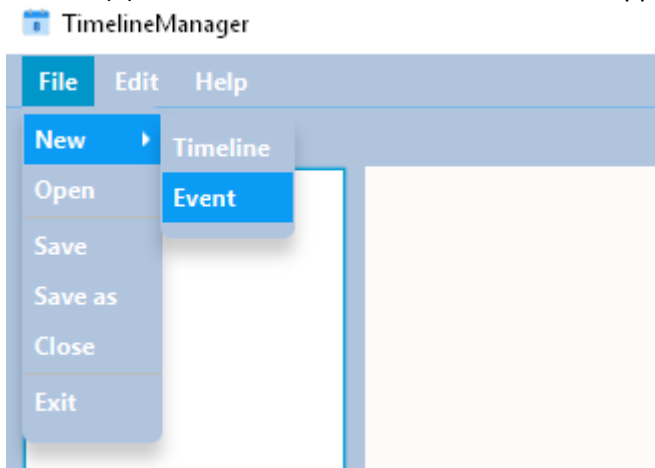 TimelineManager
File Edit Help
New Timeline
Open Event
Save
Save as
Close
Exit